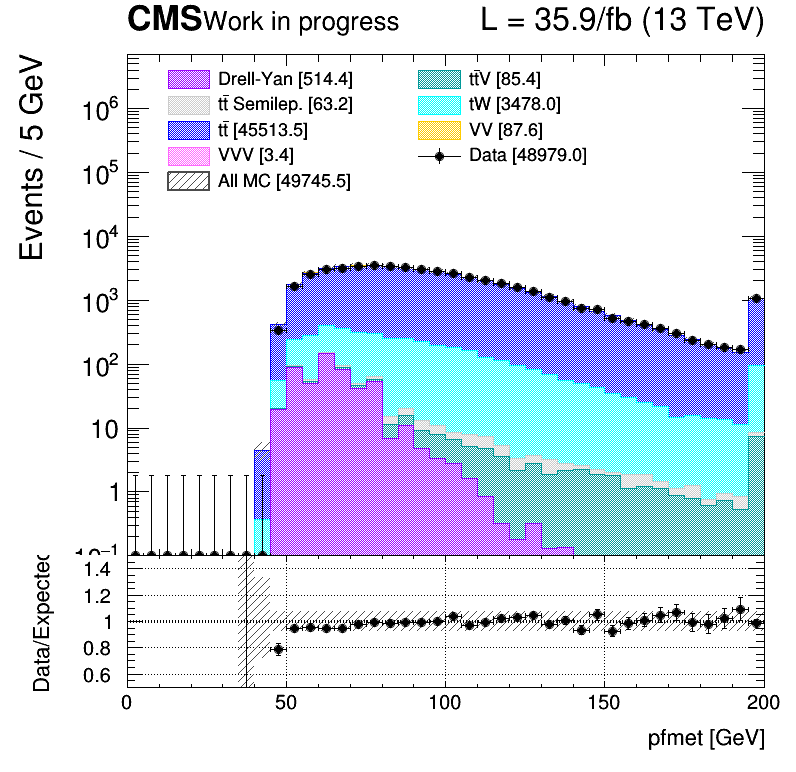 CMS Work in progress L = 35.9/fb (13 TeV)
Events / 5 GeV
Drell-Yan [514.4]
tt̄ Semilep. [63.2]
tt̄ [45513.5]
VVV [3.4]
All MC [49745.5]
tt̄V [85.4]
tW [3478.0]
VV [87.6]
Data [48979.0]
10⁶
10⁵
10⁴
10³
10²
10
1
10⁻¹
Data/Expected
1.4
1.2
1
0.8
0.6
0 50 100 150 200
pfmet [GeV]